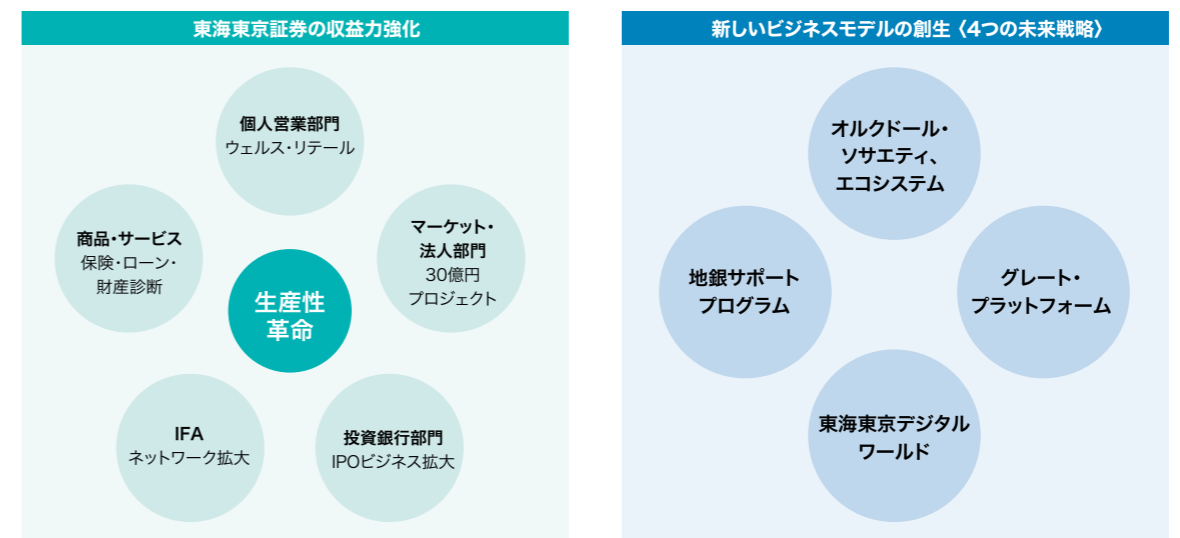 東海東京証券の収益力強化
個人営業部門
ウェルス・リテール
商品・サービス
保険・ローン・
財産診断
マーケット・
法人部門
30億円
プロジェクト
生産性
革命
IFA
ネットワーク拡大
投資銀行部門
IPOビジネス拡大
新しいビジネスモデルの創生〈4つの未来戦略〉
オルクドール・
ソサエティ、
エコシステム
地銀サポート
プログラム
グレート・
プラットフォーム
東海東京デジタル
ワールド